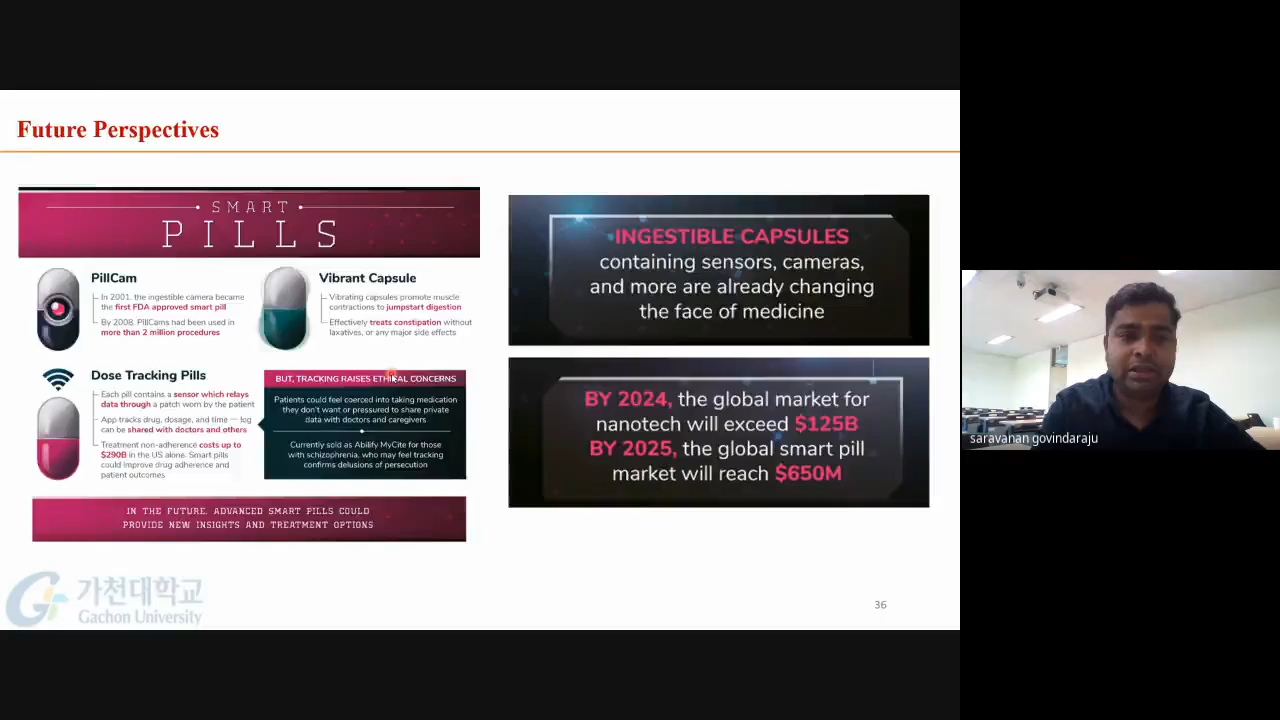 Future Perspectives
SMART
PILLS
PillCam
In 2001, the ingestible camera became
the first FDA approved smart pill
By 2008, PillCams had been used in
more than 2 million procedures
Vibrant Capsule
Vibrating capsules promote muscle
contractions to jumpstart digestion
Effectively treats constipation without
laxatives, or any major side effects
Dose Tracking Pills
Each pill contains a sensor which relays
data through a patch worn by the patient
App tracks drug, dosage, and time — log
can be shared with doctors and others
Treatment non-adherence costs up to
$290B in the US alone. Smart pills
could improve drug adherence and
patient outcomes
BUT, TRACKING RAISES ETHICAL CONCERNS
Patients could feel coerced into taking medication
they don't want or pressured to share private
data with doctors and caregivers
Currently sold as Abilify MyCite for those
with schizophrenia, who may feel tracking
confirms delusions of persecution
IN THE FUTURE, ADVANCED SMART PILLS COULD
PROVIDE NEW INSIGHTS AND TREATMENT OPTIONS
INGESTIBLE CAPSULES
containing sensors, cameras,
and more are already changing
the face of medicine
BY 2024, the global market for
nanotech will exceed $125B
BY 2025, the global smart pill
market will reach $650M
가천대학교
Gachon University
36
saravanan govindaraju